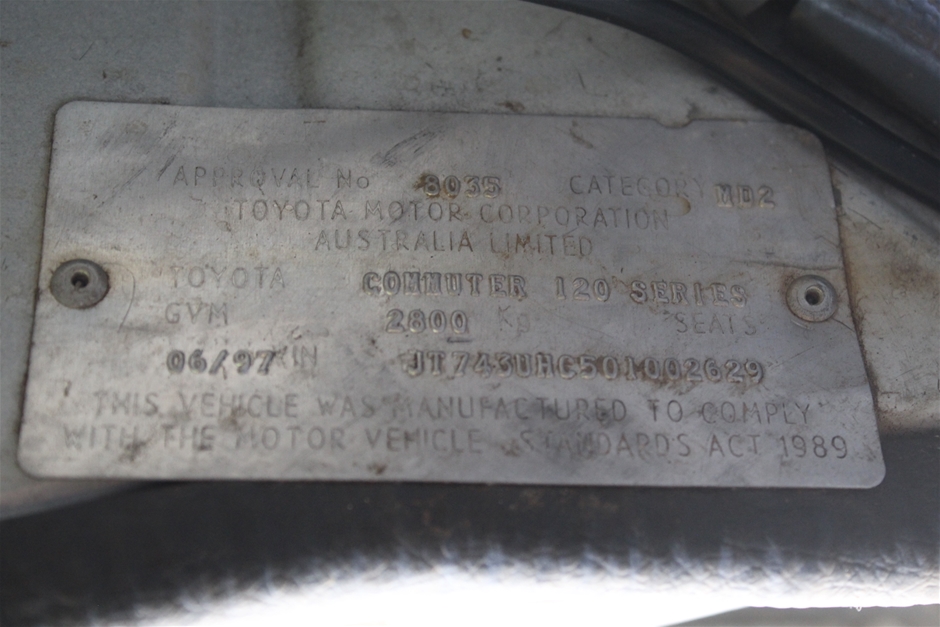 APPROVAL No 8035 CATEGORY MD2
TOYOTA MOTOR CORPORATION
AUSTRALIA LIMITED
TOYOTA COMMUTER 120 SERIES
GVM 2800 Kg SEATS
06/97 VIN JT743UHC501002629
THIS VEHICLE WAS MANUFACTURED TO COMPLY
WITH THE MOTOR VEHICLE STANDARDS ACT 1989